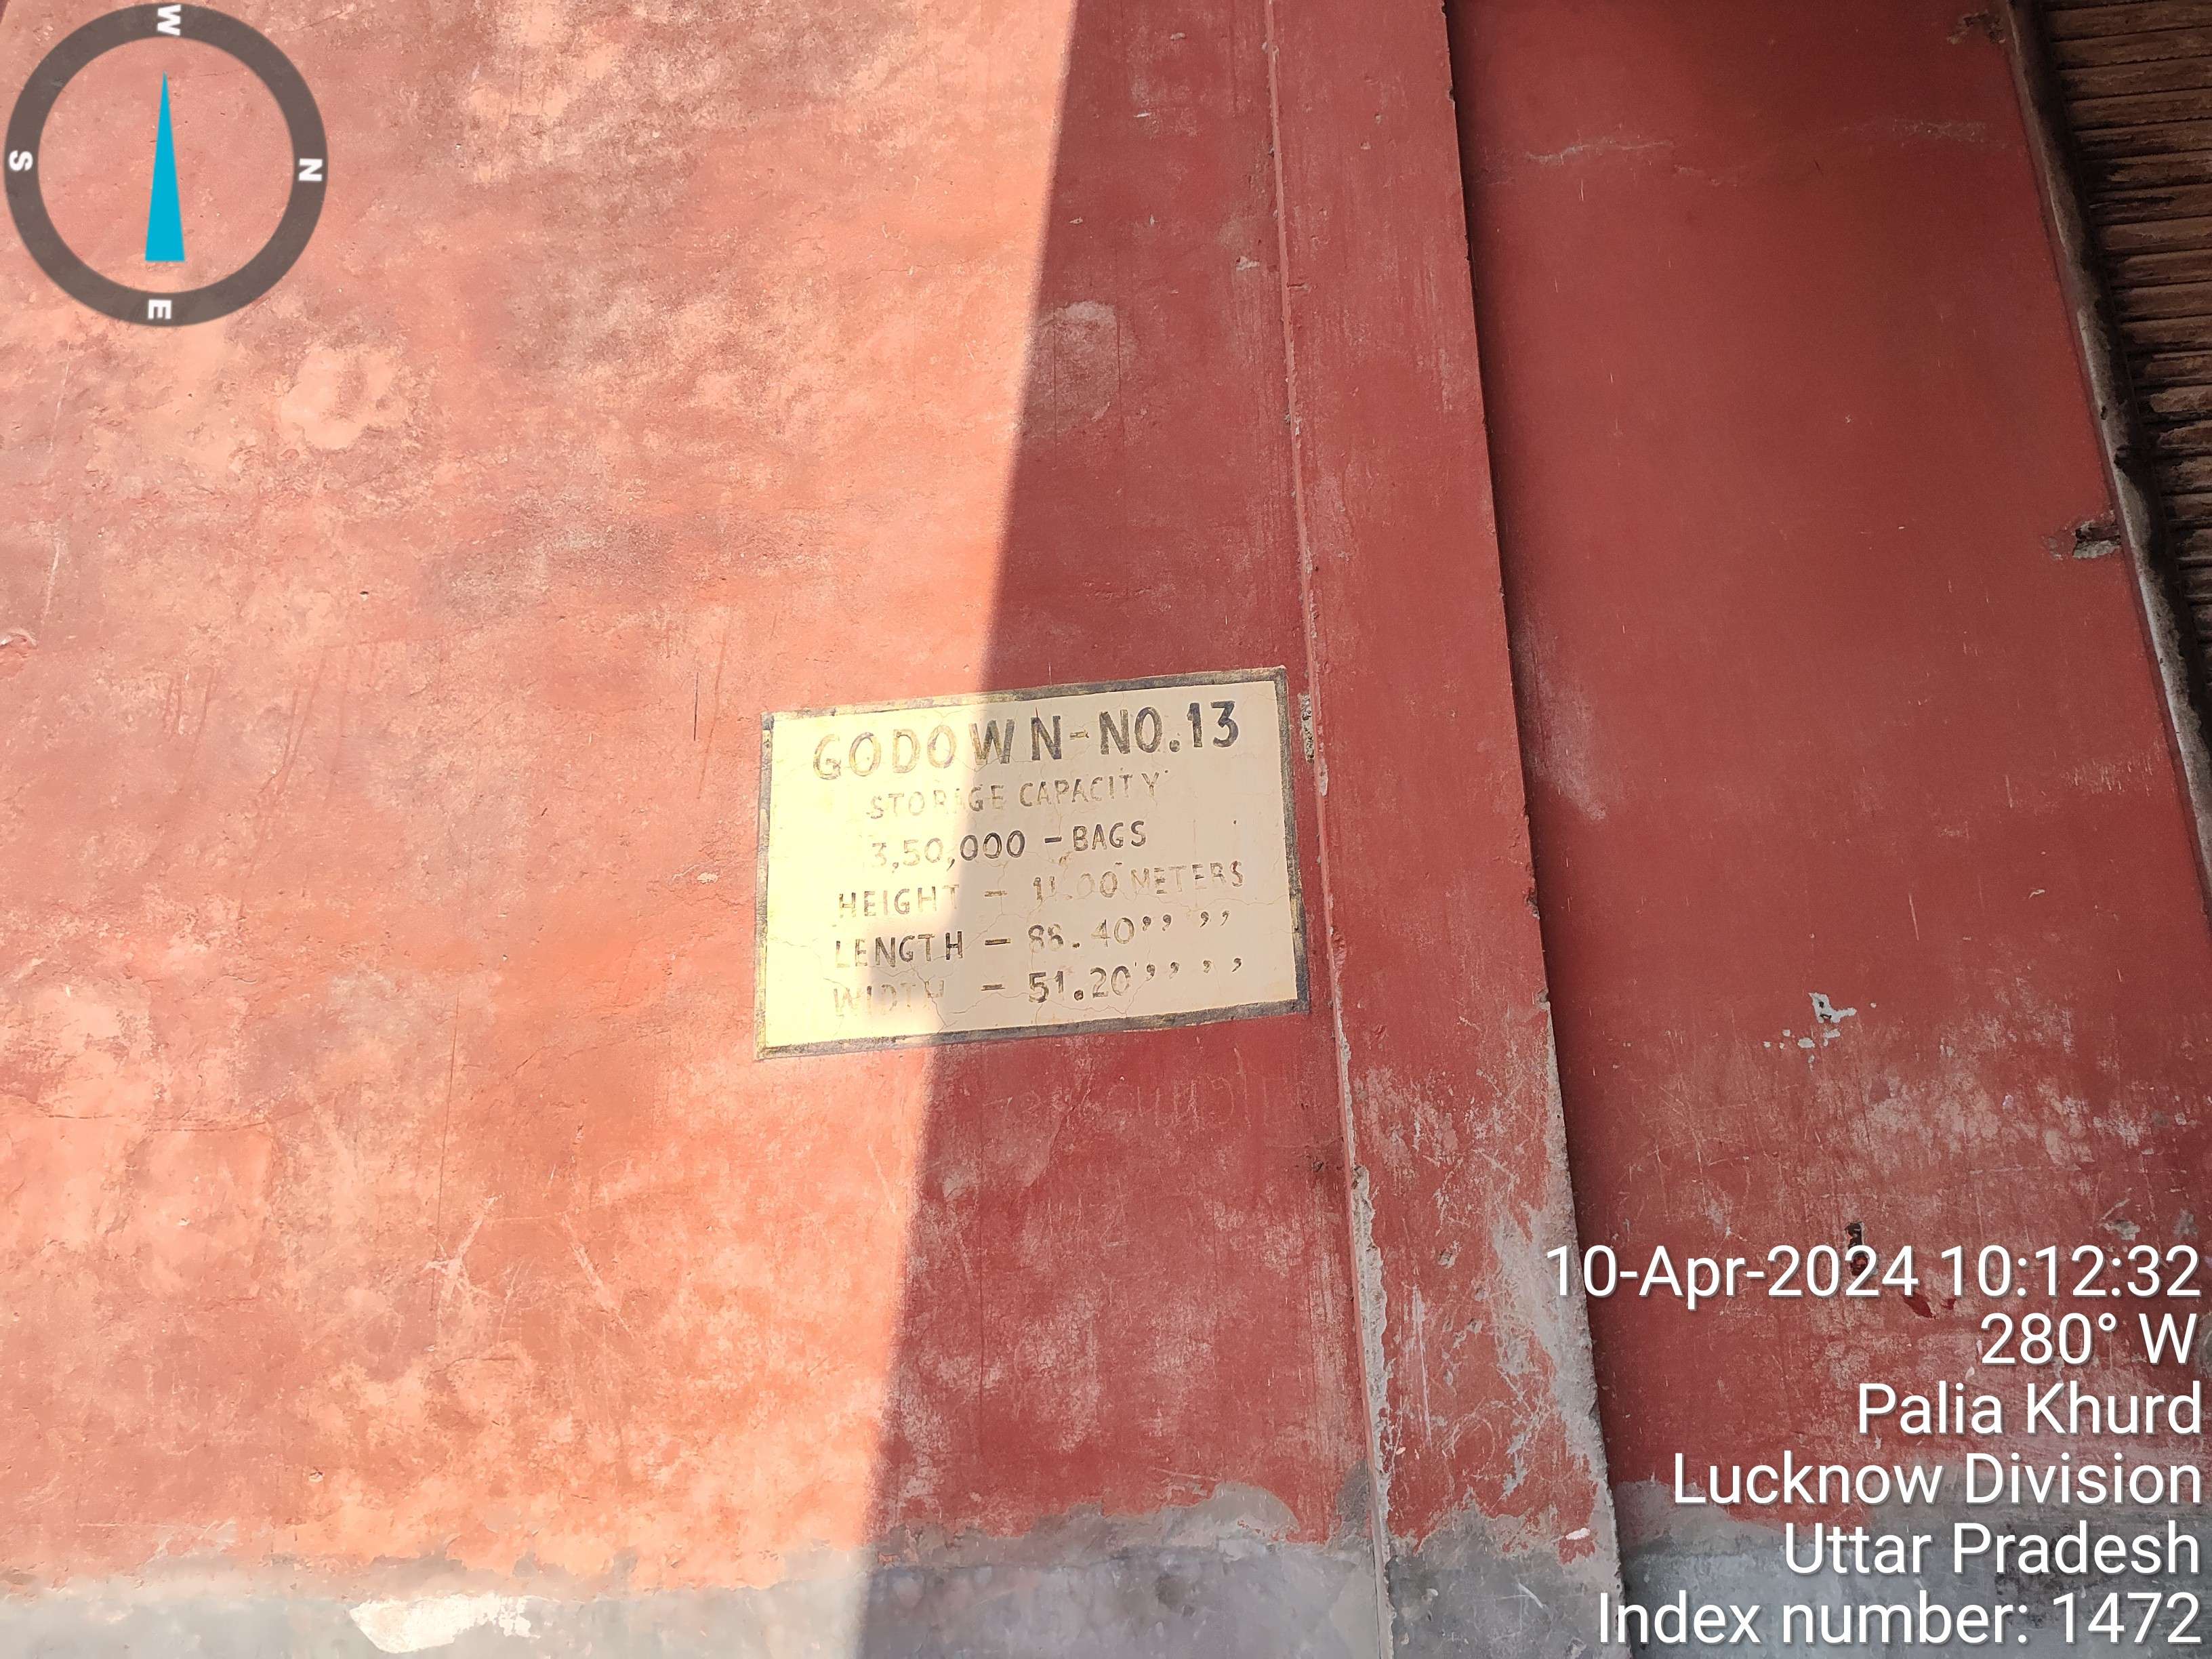 W
S
N
E
GODOWN-NO.13
STORAGE CAPACITY
3,50,000 - BAGS
HEIGHT - 11.00 METERS
LENGTH - 88.40 ,, ,,
WIDTH - 51.20 ,, ,,
10-Apr-2024 10:12:32
280° W
Palia Khurd
Lucknow Division
Uttar Pradesh
Index number: 1472